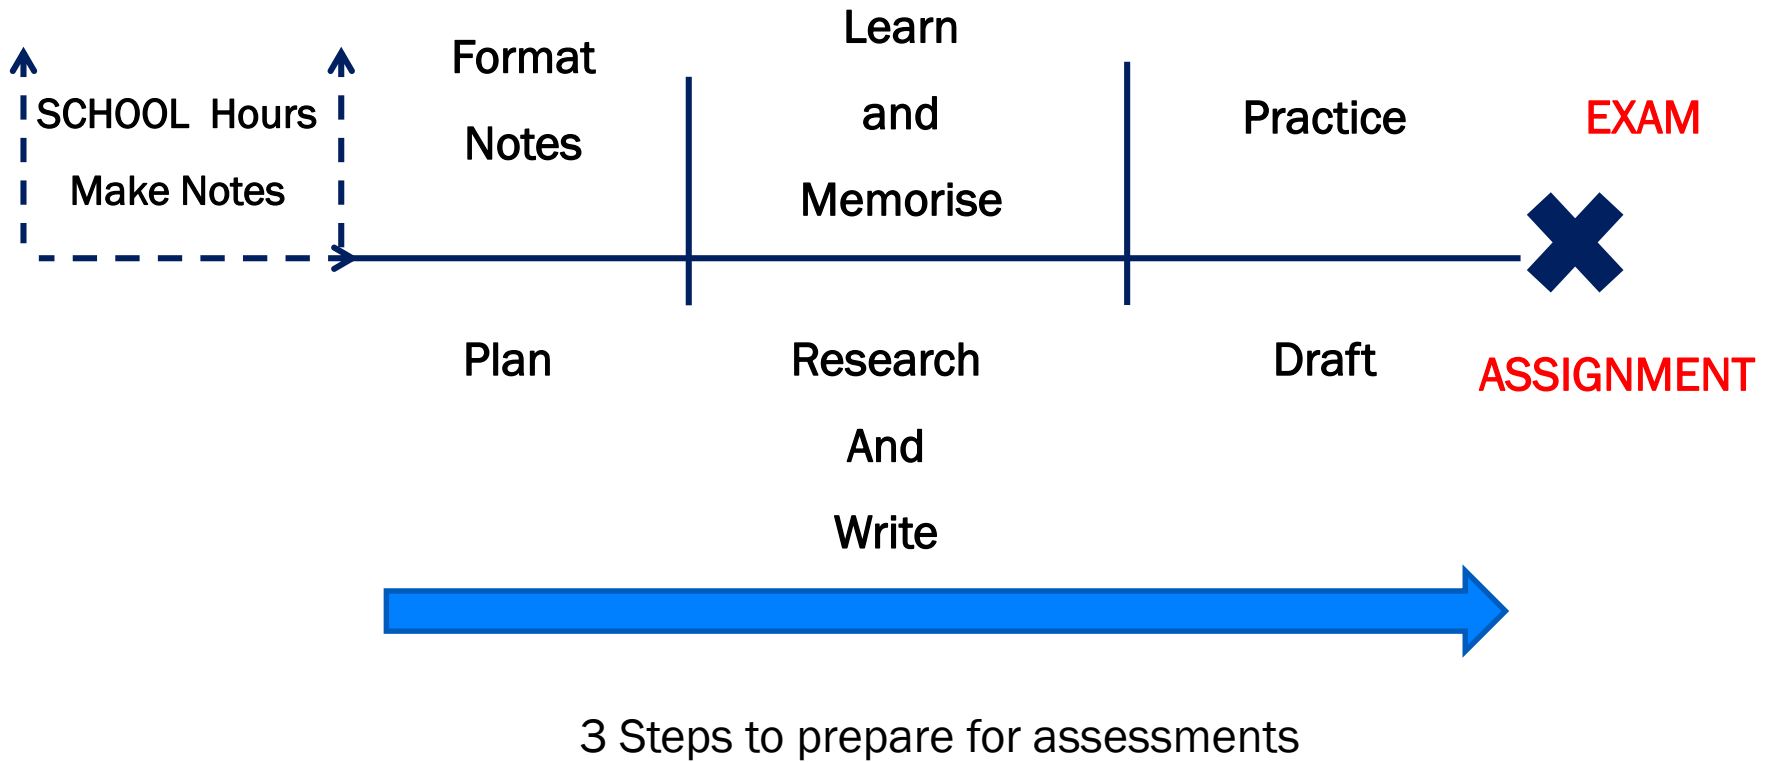 SCHOOL Hours
Make Notes
Format
Notes
Learn
and
Memorise
Practice
EXAM
Plan
Research
And
Write
Draft
ASSIGNMENT
3 Steps to prepare for assessments